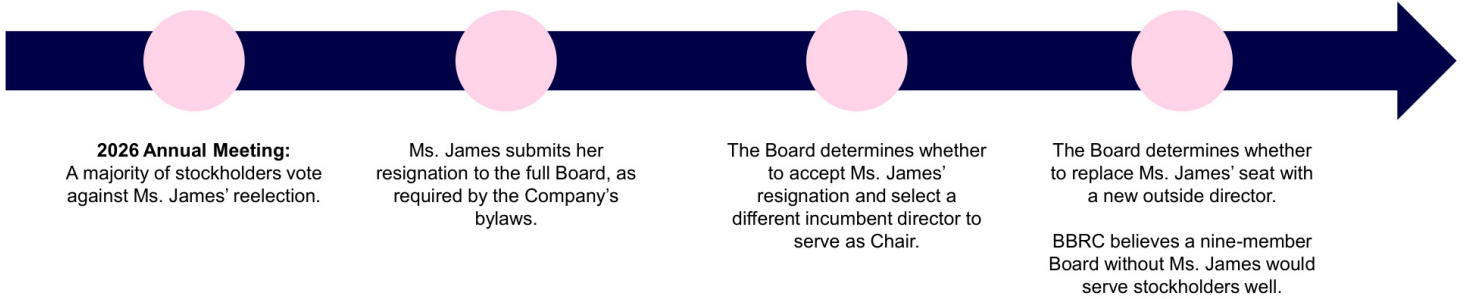 2026 Annual Meeting:
A majority of stockholders vote
against Ms. James’ reelection.
Ms. James submits her
resignation to the full Board, as
required by the Company’s
bylaws.
The Board determines whether
to accept Ms. James’
resignation and select a
different incumbent director to
serve as Chair.
The Board determines whether
to replace Ms. James’ seat with
a new outside director.
BBRC believes a nine-member
Board without Ms. James would
serve stockholders well.